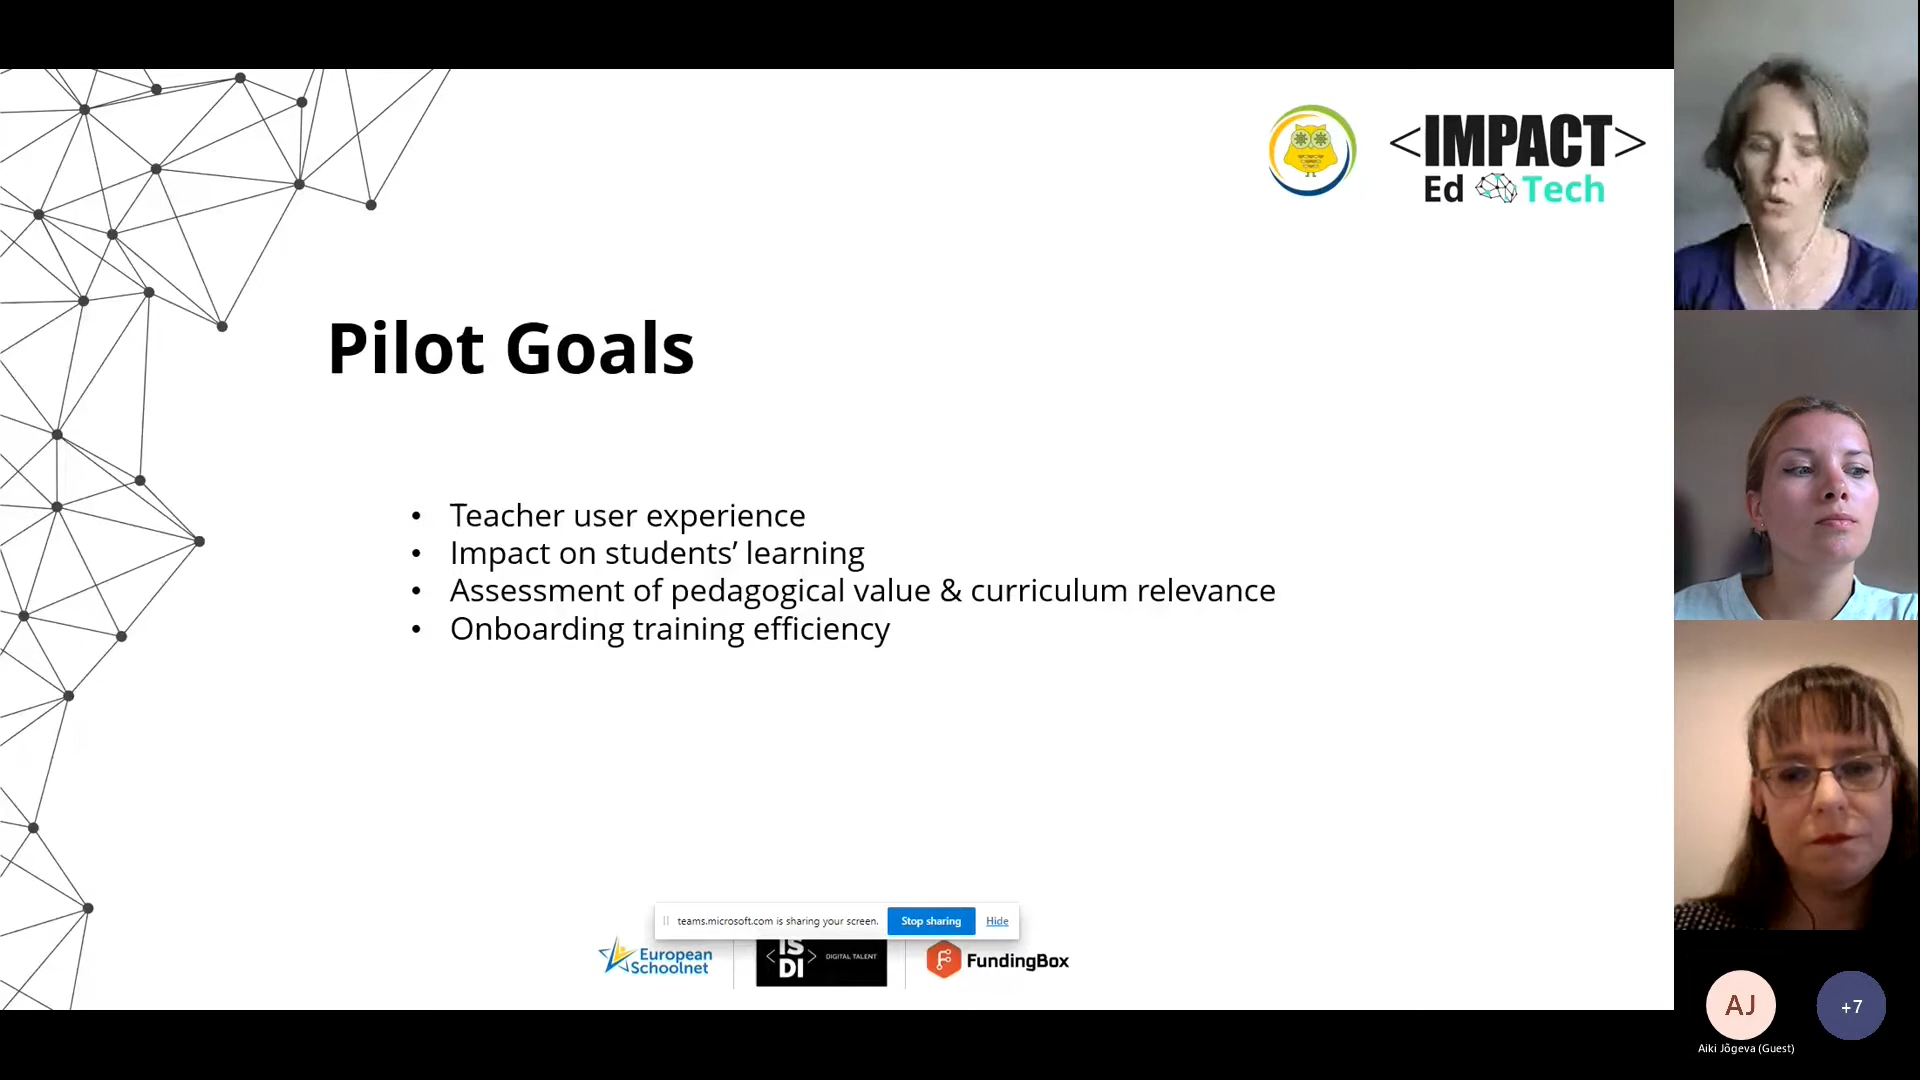 <IMPACT>
Ed Tech
Pilot Goals
• Teacher user experience
• Impact on students’ learning
• Assessment of pedagogical value & curriculum relevance
• Onboarding training efficiency
teams.microsoft.com is sharing your screen.
Stop sharing
Hide
European
Schoolnet
<IS
DI>
DIGITAL TALENT
FundingBox
AJ
+7
Aiki Jõgeva (Guest)